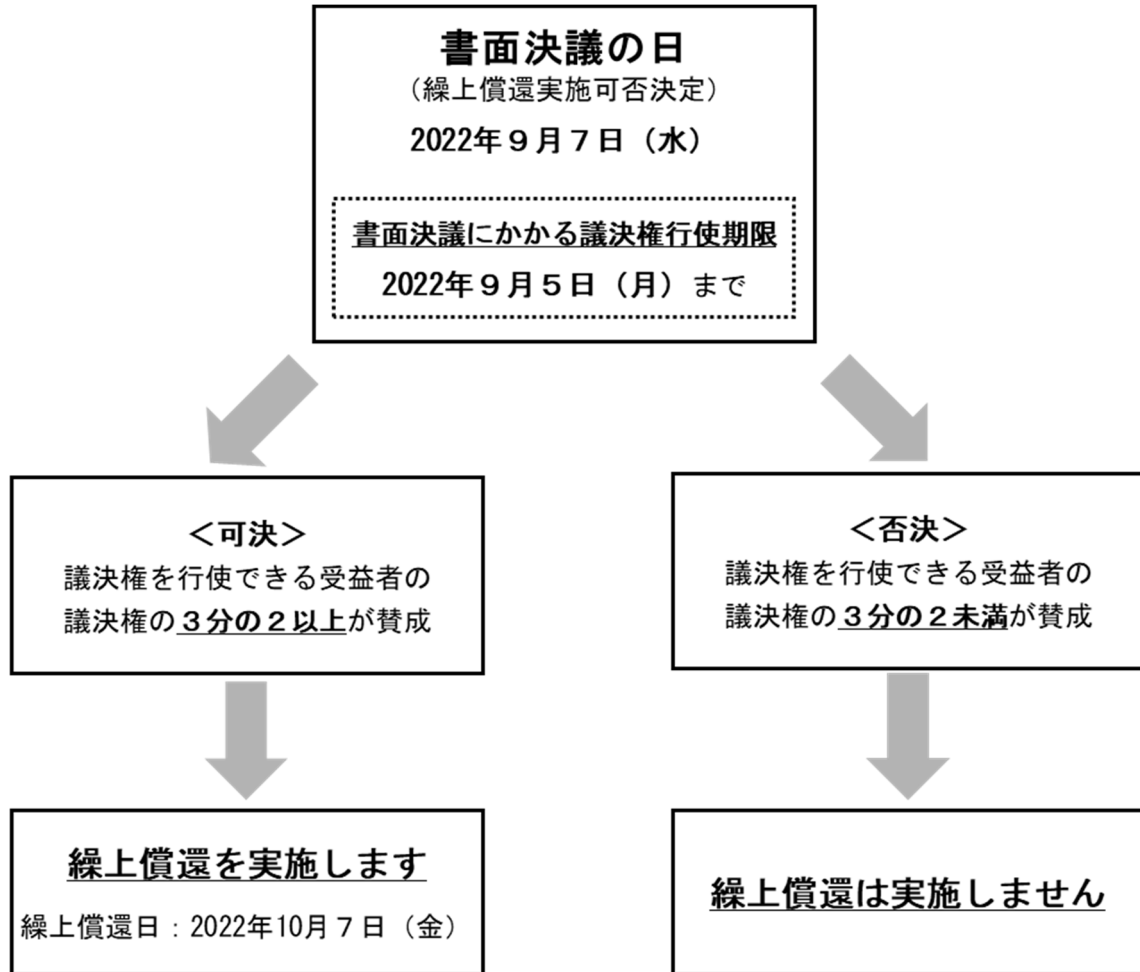 書面決議の日
(繰上償還実施可否決定)
2022年9月7日(水)
書面決議にかかる議決権行使期限
2022年9月5日(月)まで
<可決>
議決権を行使できる受益者の
議決権の3分の2以上が賛成
<否決>
議決権を行使できる受益者の
議決権の3分の2未満が賛成
繰上償還を実施します
繰上償還日:2022年10月7日(金)
繰上償還は実施しません